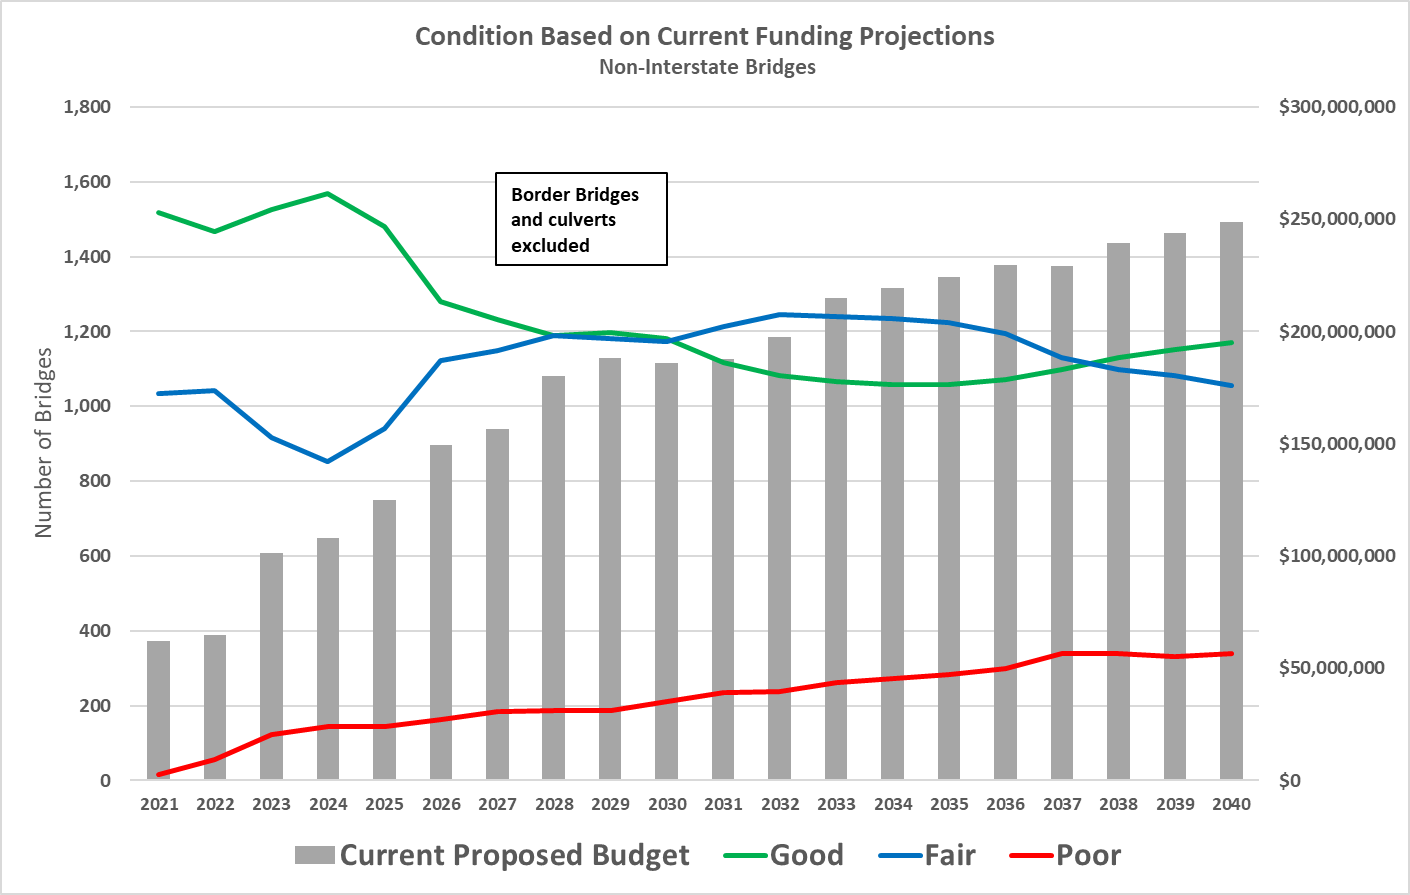 Condition Based on Current Funding Projections
Non-Interstate Bridges
1,800
1,600
1,400
1,200
1,000
800
600
400
200
0
Number of Bridges
Border Bridges
and culverts
excluded
$300,000,000
$250,000,000
$200,000,000
$150,000,000
$100,000,000
$50,000,000
$0
2021 2022 2023 2024 2025 2026 2027 2028 2029 2030 2031 2032 2033 2034 2035 2036 2037 2038 2039 2040
Current Proposed Budget Good Fair Poor